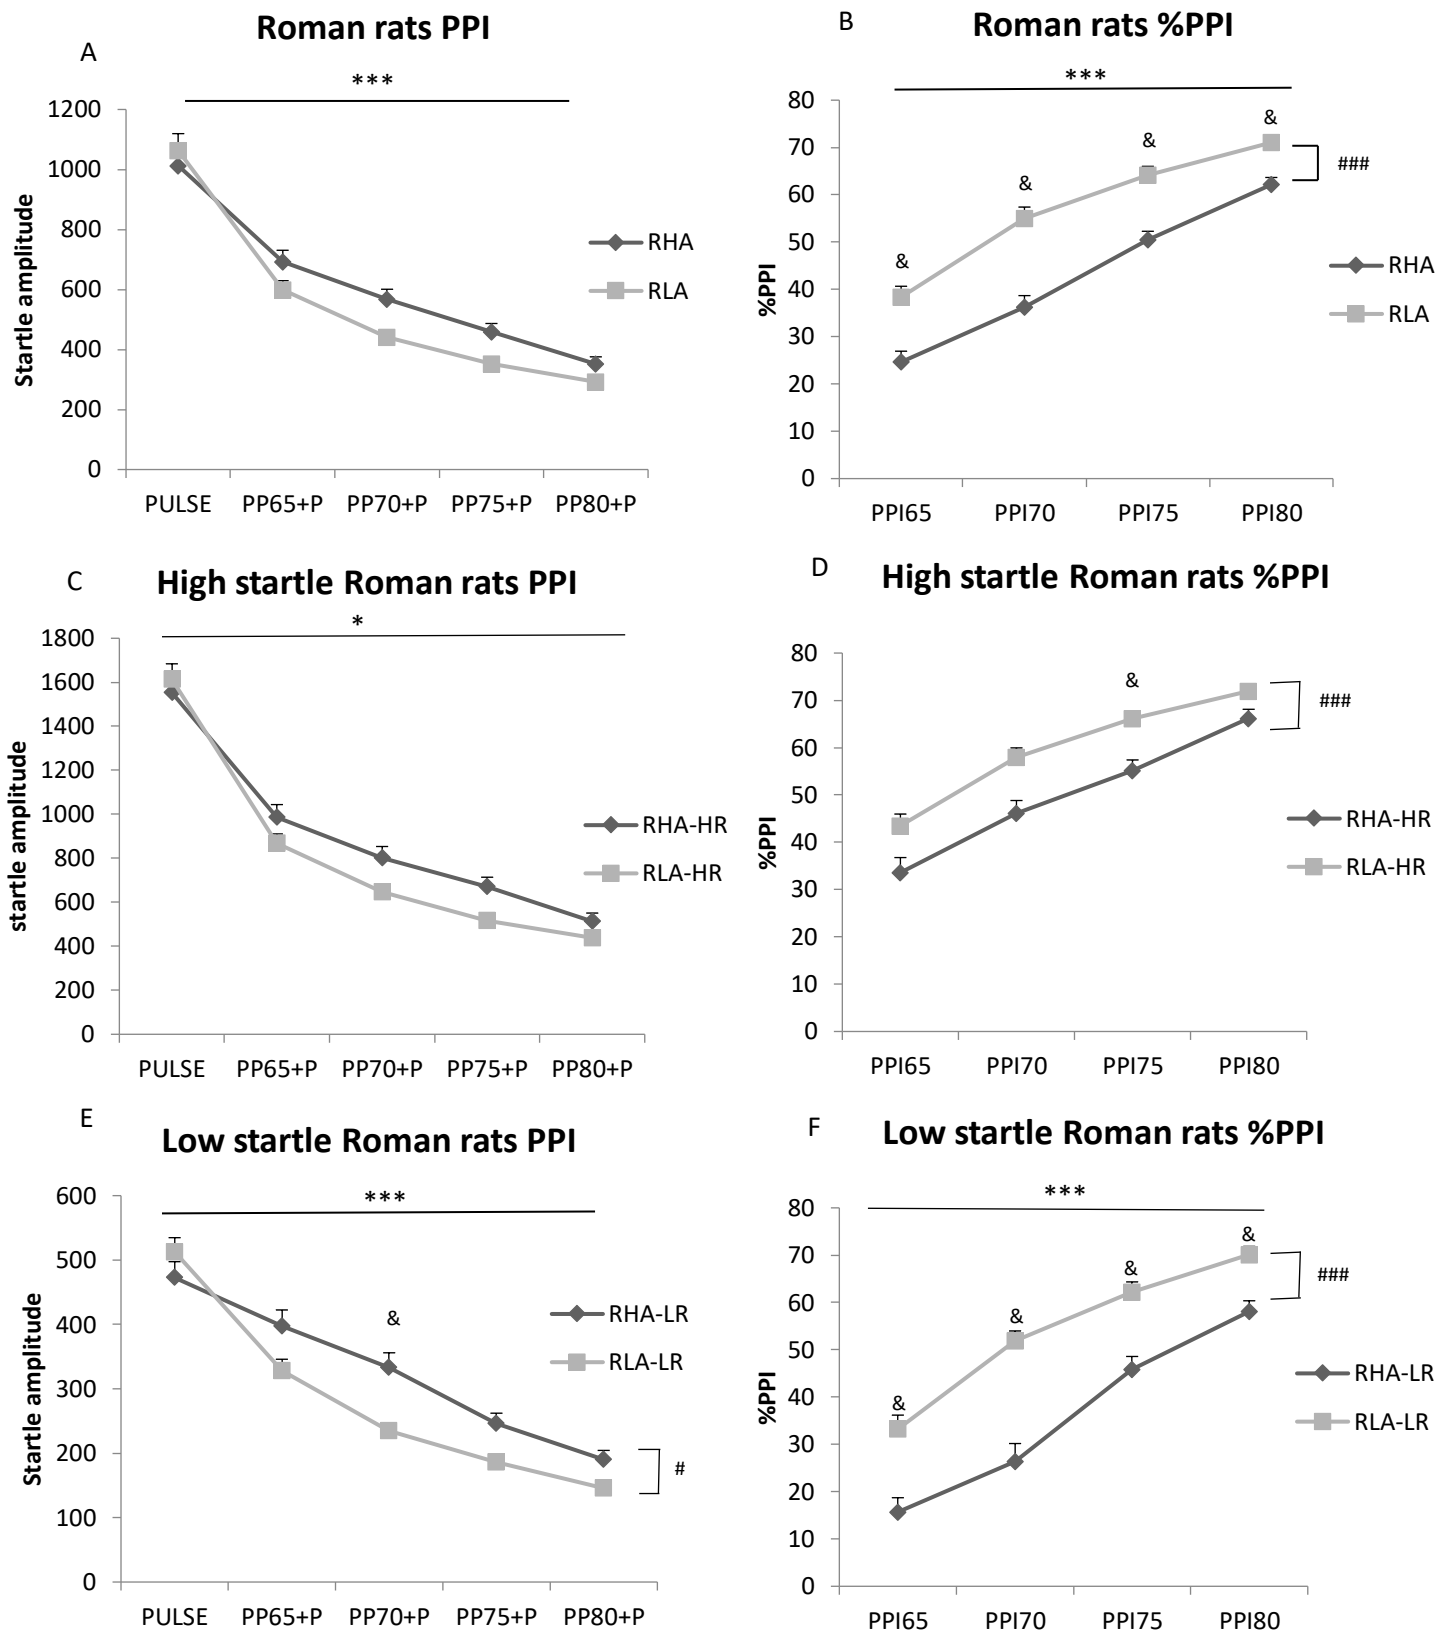 A
Roman rats PPI
***
1200
1000
800
600
400
200
0
Startle amplitude
PULSE PP65+P PP70+P PP75+P PP80+P
RHA
RLA
B
Roman rats %PPI
***
80
70
60
50
40
30
20
10
0
%PPI
&
&
&
&
###
PPI65 PPI70 PPI75 PPI80
RHA
RLA
C
High startle Roman rats PPI
*
1800
1600
1400
1200
1000
800
600
400
200
0
startle amplitude
PULSE PP65+P PP70+P PP75+P PP80+P
RHA-HR
RLA-HR
D
High startle Roman rats %PPI
80
70
60
50
40
30
20
10
0
%PPI
&
###
PPI65 PPI70 PPI75 PPI80
RHA-HR
RLA-HR
E
Low startle Roman rats PPI
***
600
500
400
300
200
100
0
Startle amplitude
&
#
PULSE PP65+P PP70+P PP75+P PP80+P
RHA-LR
RLA-LR
F
Low startle Roman rats %PPI
***
80
70
60
50
40
30
20
10
0
%PPI
&
&
&
&
###
PPI65 PPI70 PPI75 PPI80
RHA-LR
RLA-LR